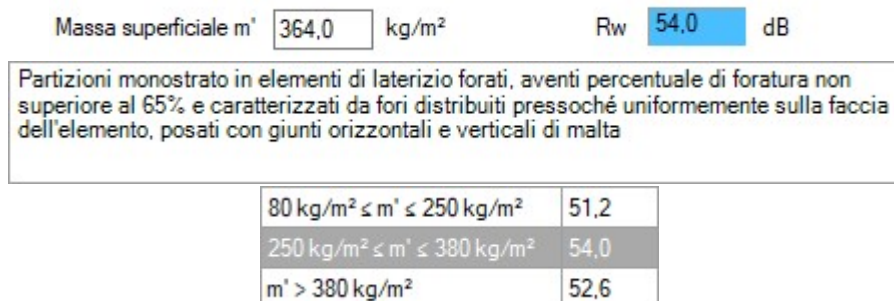 Massa superficiale m' 364,0 kg/m² Rw 54,0 dB
Partizioni monostrato in elementi di laterizio forati, aventi percentuale di foratura non
superiore al 65% e caratterizzati da fori distribuiti pressoché uniformemente sulla faccia
dell'elemento, posati con giunti orizzontali e verticali di malta
80 kg/m² ≤ m' ≤ 250 kg/m² 51,2
250 kg/m² ≤ m' ≤ 380 kg/m² 54,0
m' > 380 kg/m² 52,6